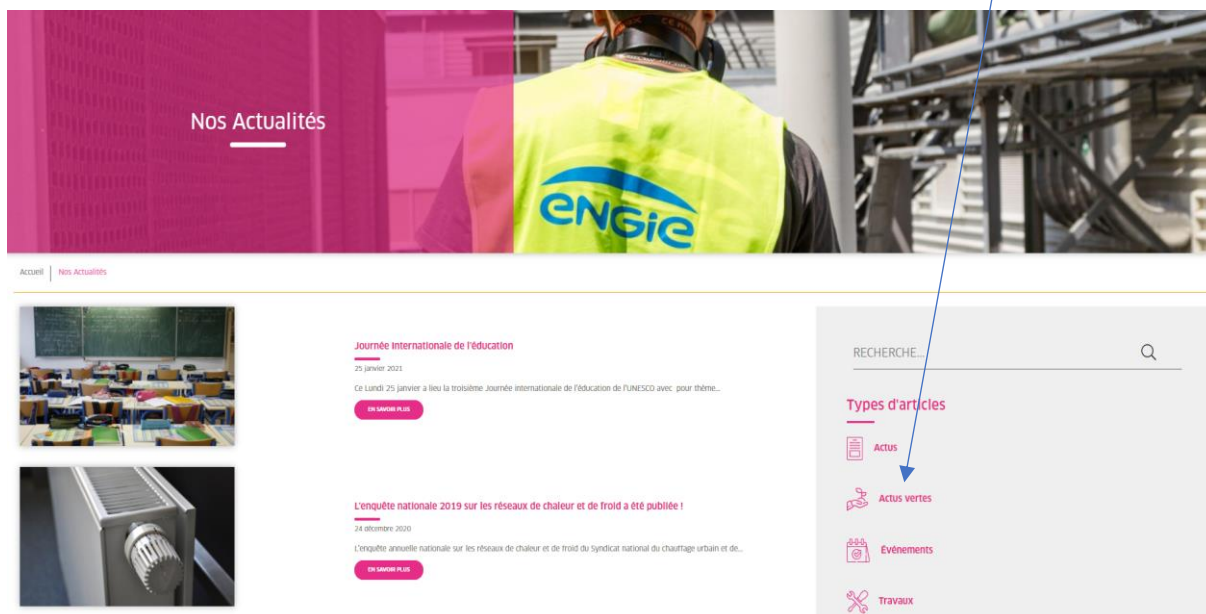 Nos Actualités
ENGIE
Accueil | Nos Actualités
Journée internationale de l'éducation
25 janvier 2021
Ce Lundi 25 janvier a lieu la troisième Journée internationale de l'éducation de l'UNESCO avec pour thème...
EN SAVOIR PLUS
L'enquête nationale 2019 sur les réseaux de chaleur et de froid a été publiée !
24 décembre 2020
L'enquête annuelle nationale sur les réseaux de chaleur et de froid du Syndicat national du chauffage urbain et de...
EN SAVOIR PLUS
RECHERCHE...
Types d'articles
Actus
Actus vertes
Événements
Travaux